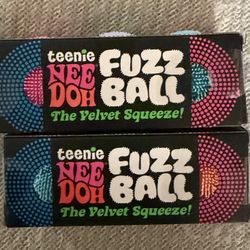 teenie
NEE
DOH
FUZZ
BALL
The Velvet Squeeze!
teenie
NEE
DOH
FUZZ
BALL
The Velvet Squeeze!